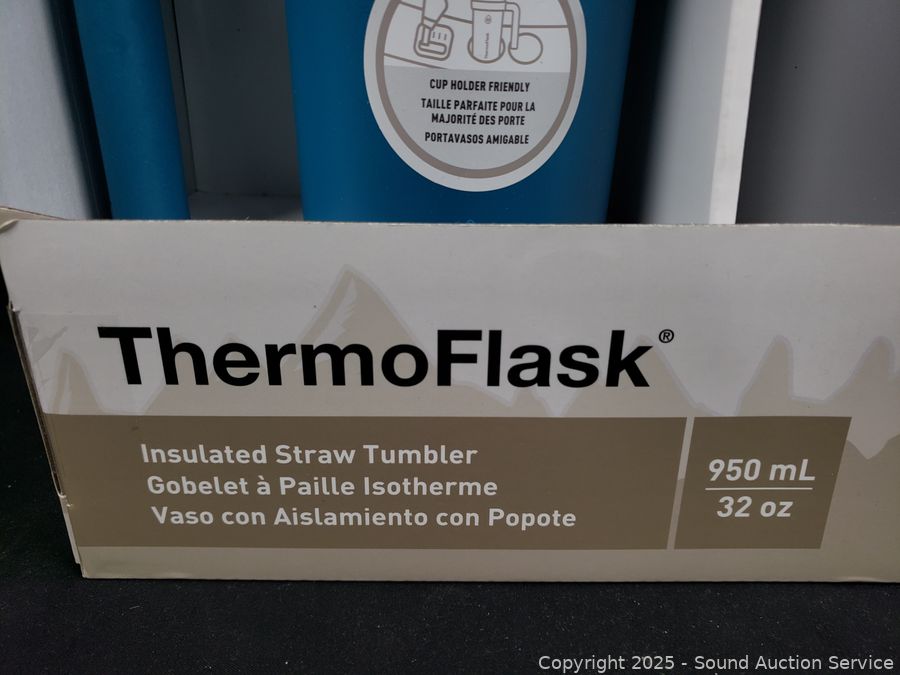 ThermoFlask
CUP HOLDER FRIENDLY
TAILLE PARFAITE POUR LA
MAJORITÉ DES PORTE
PORTAVASOS AMIGABLE
ThermoFlask®
Insulated Straw Tumbler
Gobelet à Paille Isotherme
Vaso con Aislamiento con Popote
950 mL
32 oz
Copyright 2025 - Sound Auction Service